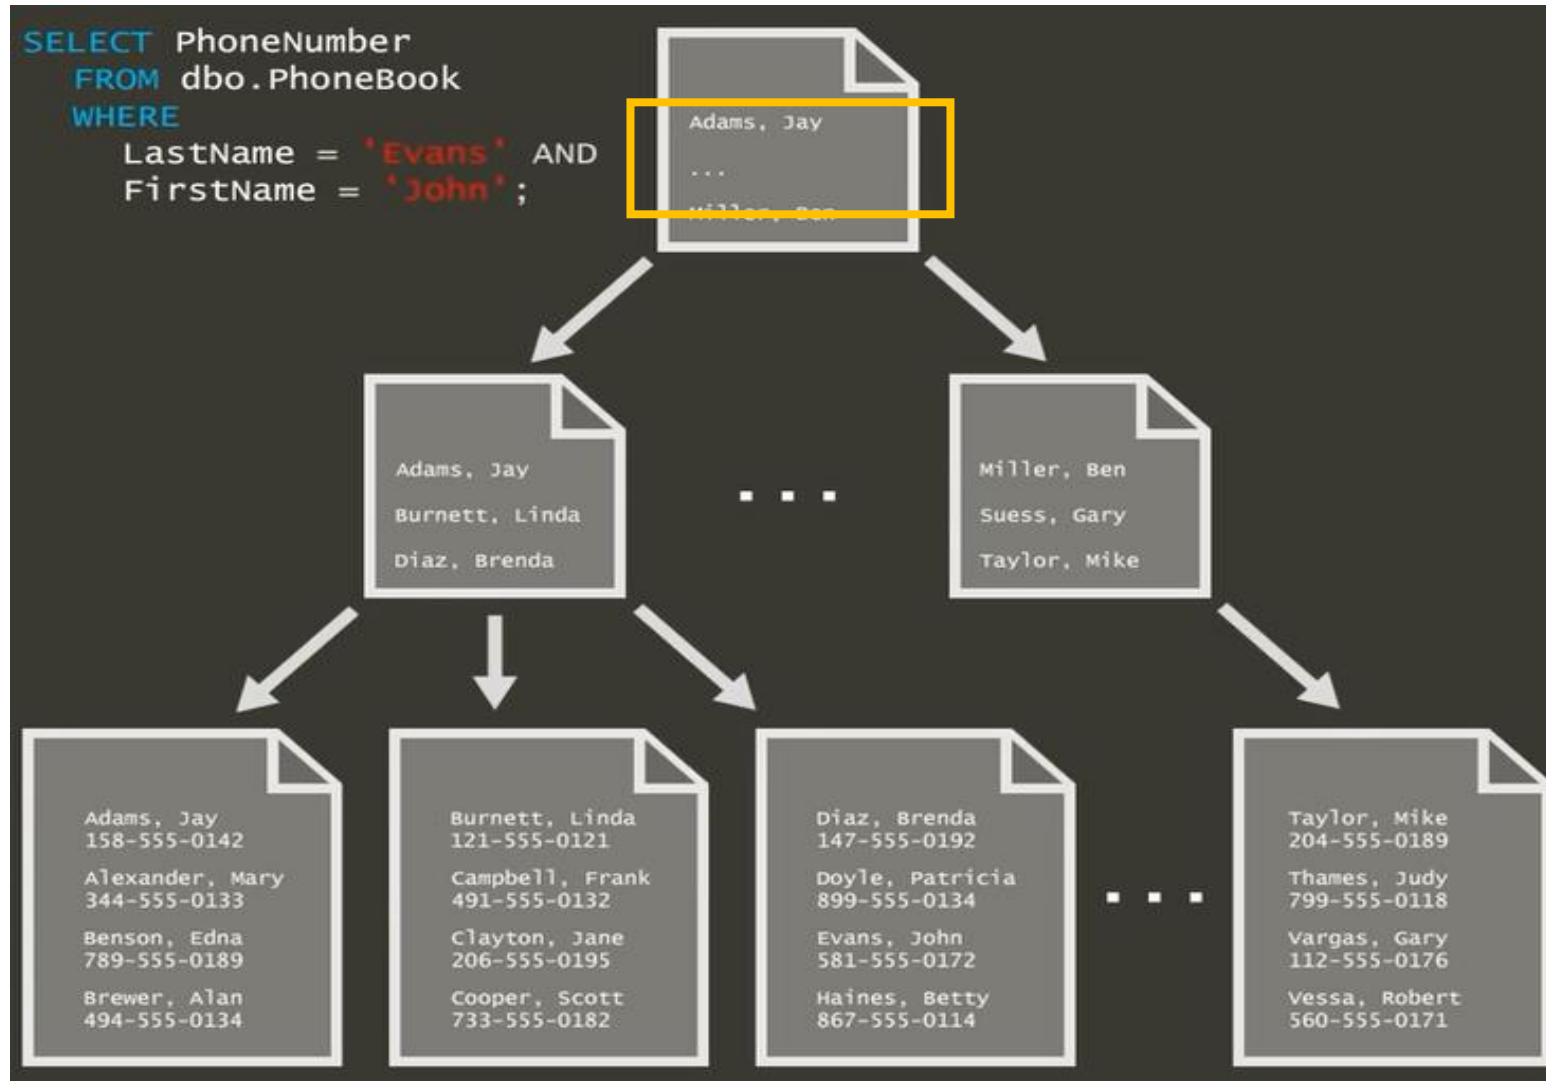 SELECT PhoneNumber
FROM dbo.PhoneBook
WHERE
LastName = 'Evans' AND
FirstName = 'John';
Adams, Jay
...
Miller, Ben
Adams, Jay
Burnett, Linda
Diaz, Brenda
...
Miller, Ben
Suess, Gary
Taylor, Mike
Adams, Jay
158-555-0142
Alexander, Mary
344-555-0133
Benson, Edna
789-555-0189
Brewer, Alan
494-555-0134
Burnett, Linda
121-555-0121
Campbell, Frank
491-555-0132
Clayton, Jane
206-555-0195
Cooper, Scott
733-555-0182
Diaz, Brenda
147-555-0192
Doyle, Patricia
899-555-0134
Evans, John
581-555-0172
Haines, Betty
867-555-0114
...
Taylor, Mike
204-555-0189
Thames, Judy
799-555-0118
Vargas, Gary
112-555-0176
Vessa, Robert
560-555-0171